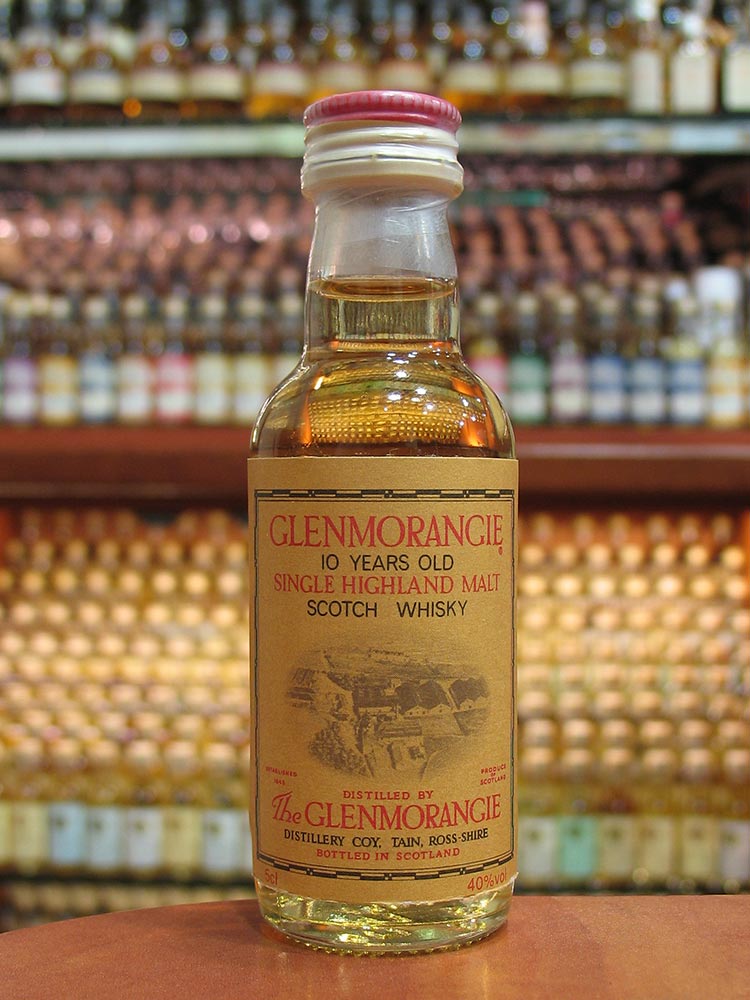 GLENMORANGIE
10 YEARS OLD
SINGLE HIGHLAND MALT
SCOTCH WHISKY
ESTABLISHED
1843
PRODUCE
OF
SCOTLAND
DISTILLED BY
The GLENMORANGIE
DISTILLERY COY, TAIN, ROSS-SHIRE
BOTTLED IN SCOTLAND
5cl
40%vol